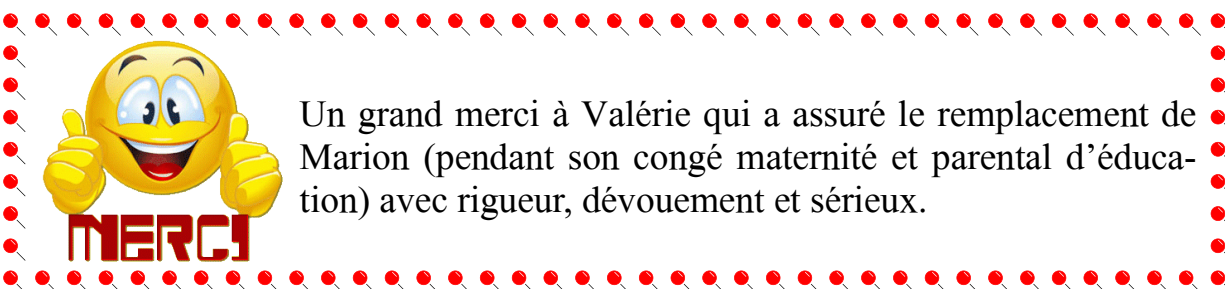 Un grand merci à Valérie qui a assuré le remplacement de
Marion (pendant son congé maternité et parental d’éduca-
tion) avec rigueur, dévouement et sérieux.
MERCI